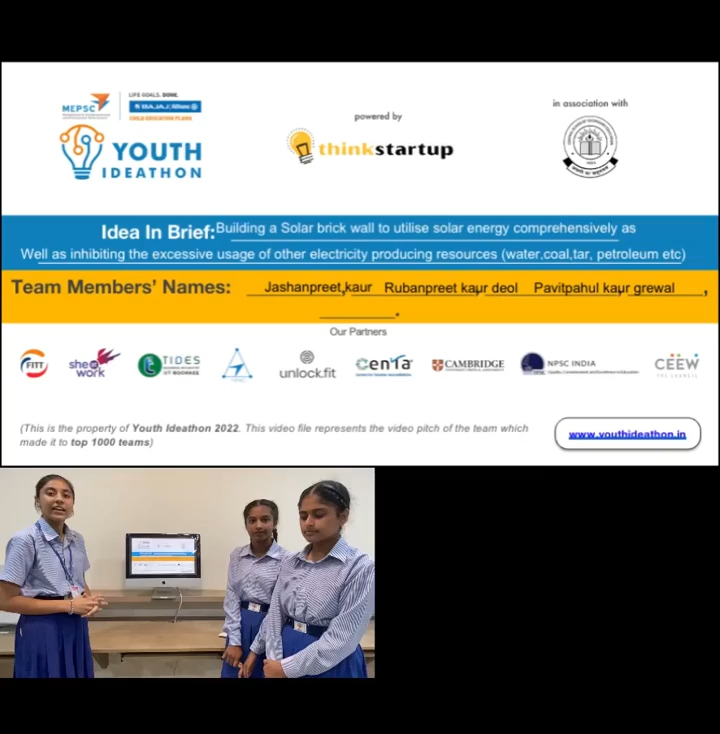 MEPSC
LIFE GOALS. DONE.
BAJAJ Allianz
CHILD EDUCATION PLANS
YOUTH
IDEATHON
powered by
thinkstartup
in association with
Idea In Brief: Building a Solar brick wall to utilise solar energy comprehensively as
Well as inhibiting the excessive usage of other electricity producing resources (water,coal,tar, petroleum etc)
Team Members’ Names: Jashanpreet,kaur Rubanpreet kaur deol, Pavitpahul kaur grewal ,
.
Our Partners
FITT
she at work
TIDES
unlock.fit
CAMBRIDGE
NPSC INDIA
CEEW
THE COUNCIL
(This is the property of Youth Ideathon 2022. This video file represents the video pitch of the team which
made it to top 1000 teams)
www.youthideathon.in